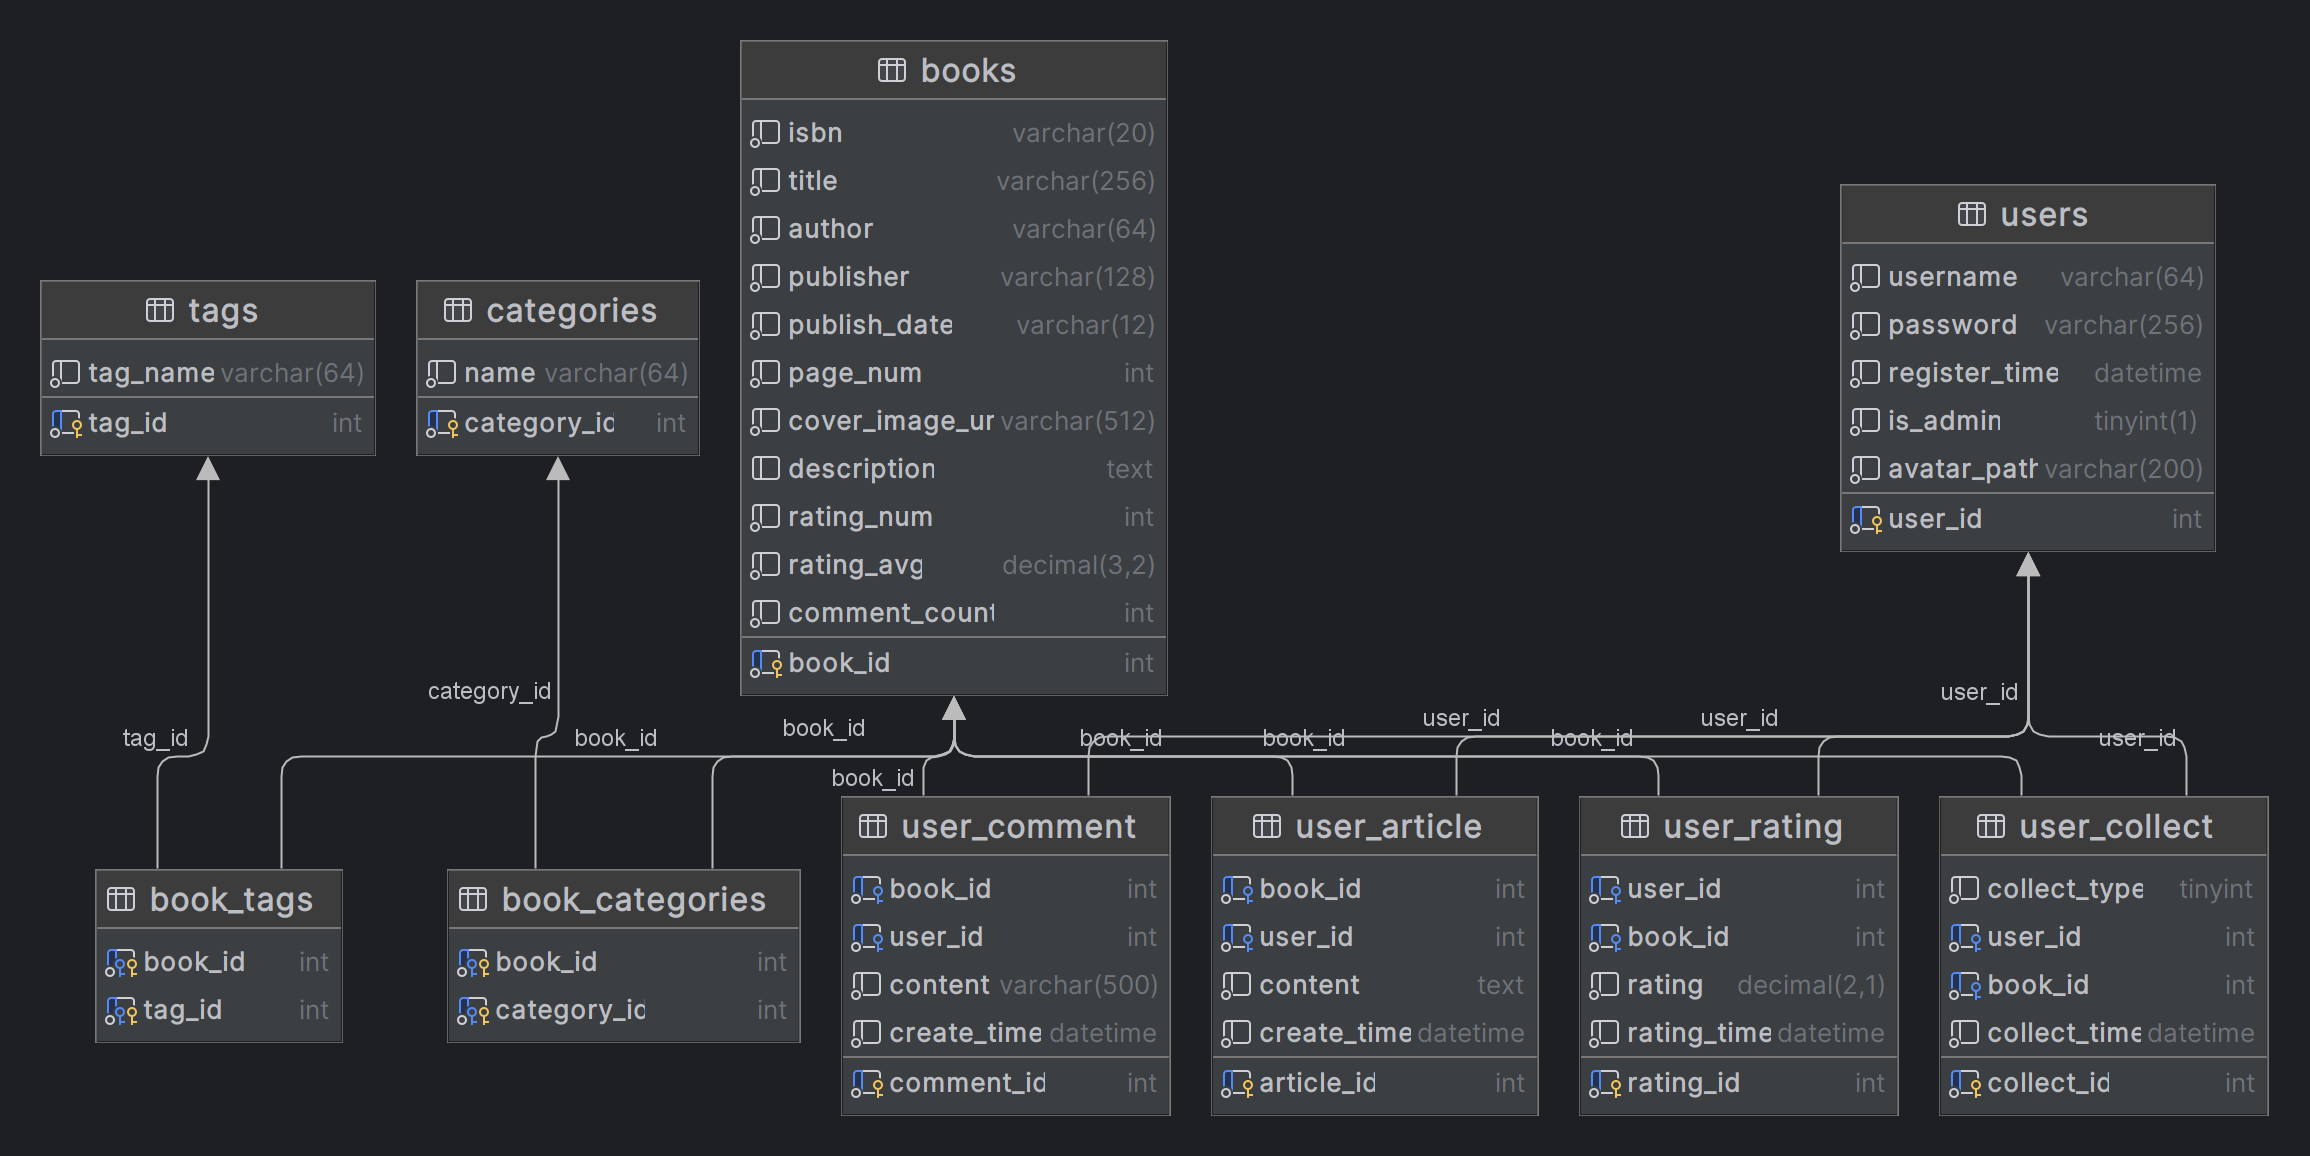 books
isbn varchar(20)
title varchar(256)
author varchar(64)
publisher varchar(128)
publish_date varchar(12)
page_num int
cover_image_ur varchar(512)
description text
rating_num int
rating_avg decimal(3,2)
comment_count int
book_id int
users
username varchar(64)
password varchar(256)
register_time datetime
is_admin tinyint(1)
avatar_path varchar(200)
user_id int
tags
tag_name varchar(64)
tag_id int
categories
name varchar(64)
category_id int
category_id
user_id
tag_id
book_id
book_id
book_id
user_id
book_id
user_id
book_id
user_id
book_id
book_tags
book_id int
tag_id int
book_categories
book_id int
category_id int
user_comment
book_id int
user_id int
content varchar(500)
create_time datetime
comment_id int
user_article
book_id int
user_id int
content text
create_time datetime
article_id int
user_rating
user_id int
book_id int
rating decimal(2,1)
rating_time datetime
rating_id int
user_collect
collect_type tinyint
user_id int
book_id int
collect_time datetime
collect_id int